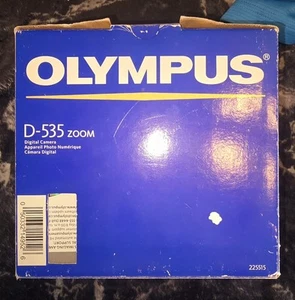 OLYMPUS®
D-535 ZOOM
Digital Camera
Appareil Photo Numérique
Cámara Digital
225515